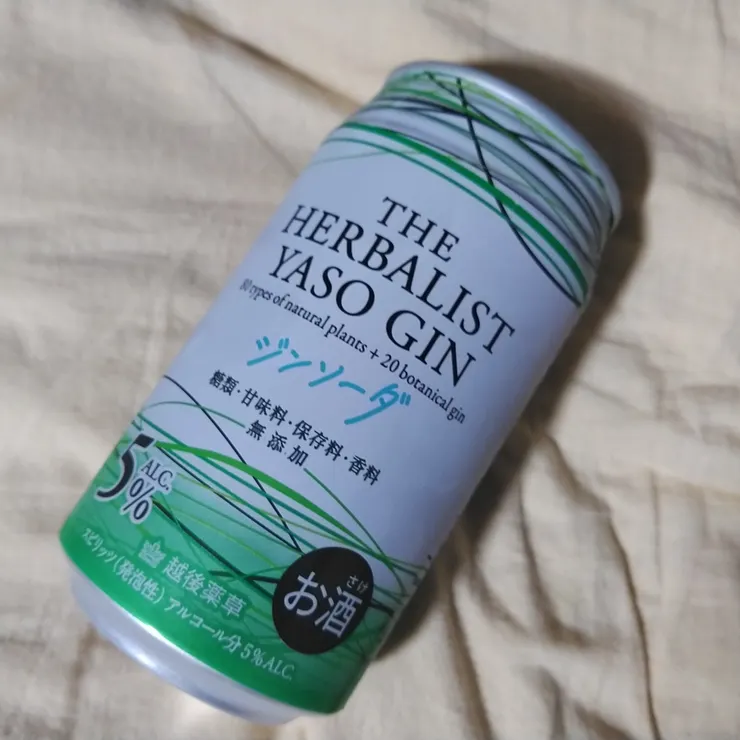 THE
HERBALIST
YASO GIN
80 types of natural plants + 20 botanical gin
ジンソーダ
糖類・甘味料・保存料・香料
無添加
5%
ALC.
越後薬草
スピリッツ(発泡性) アルコール分 5%ALC.
さけ
お酒